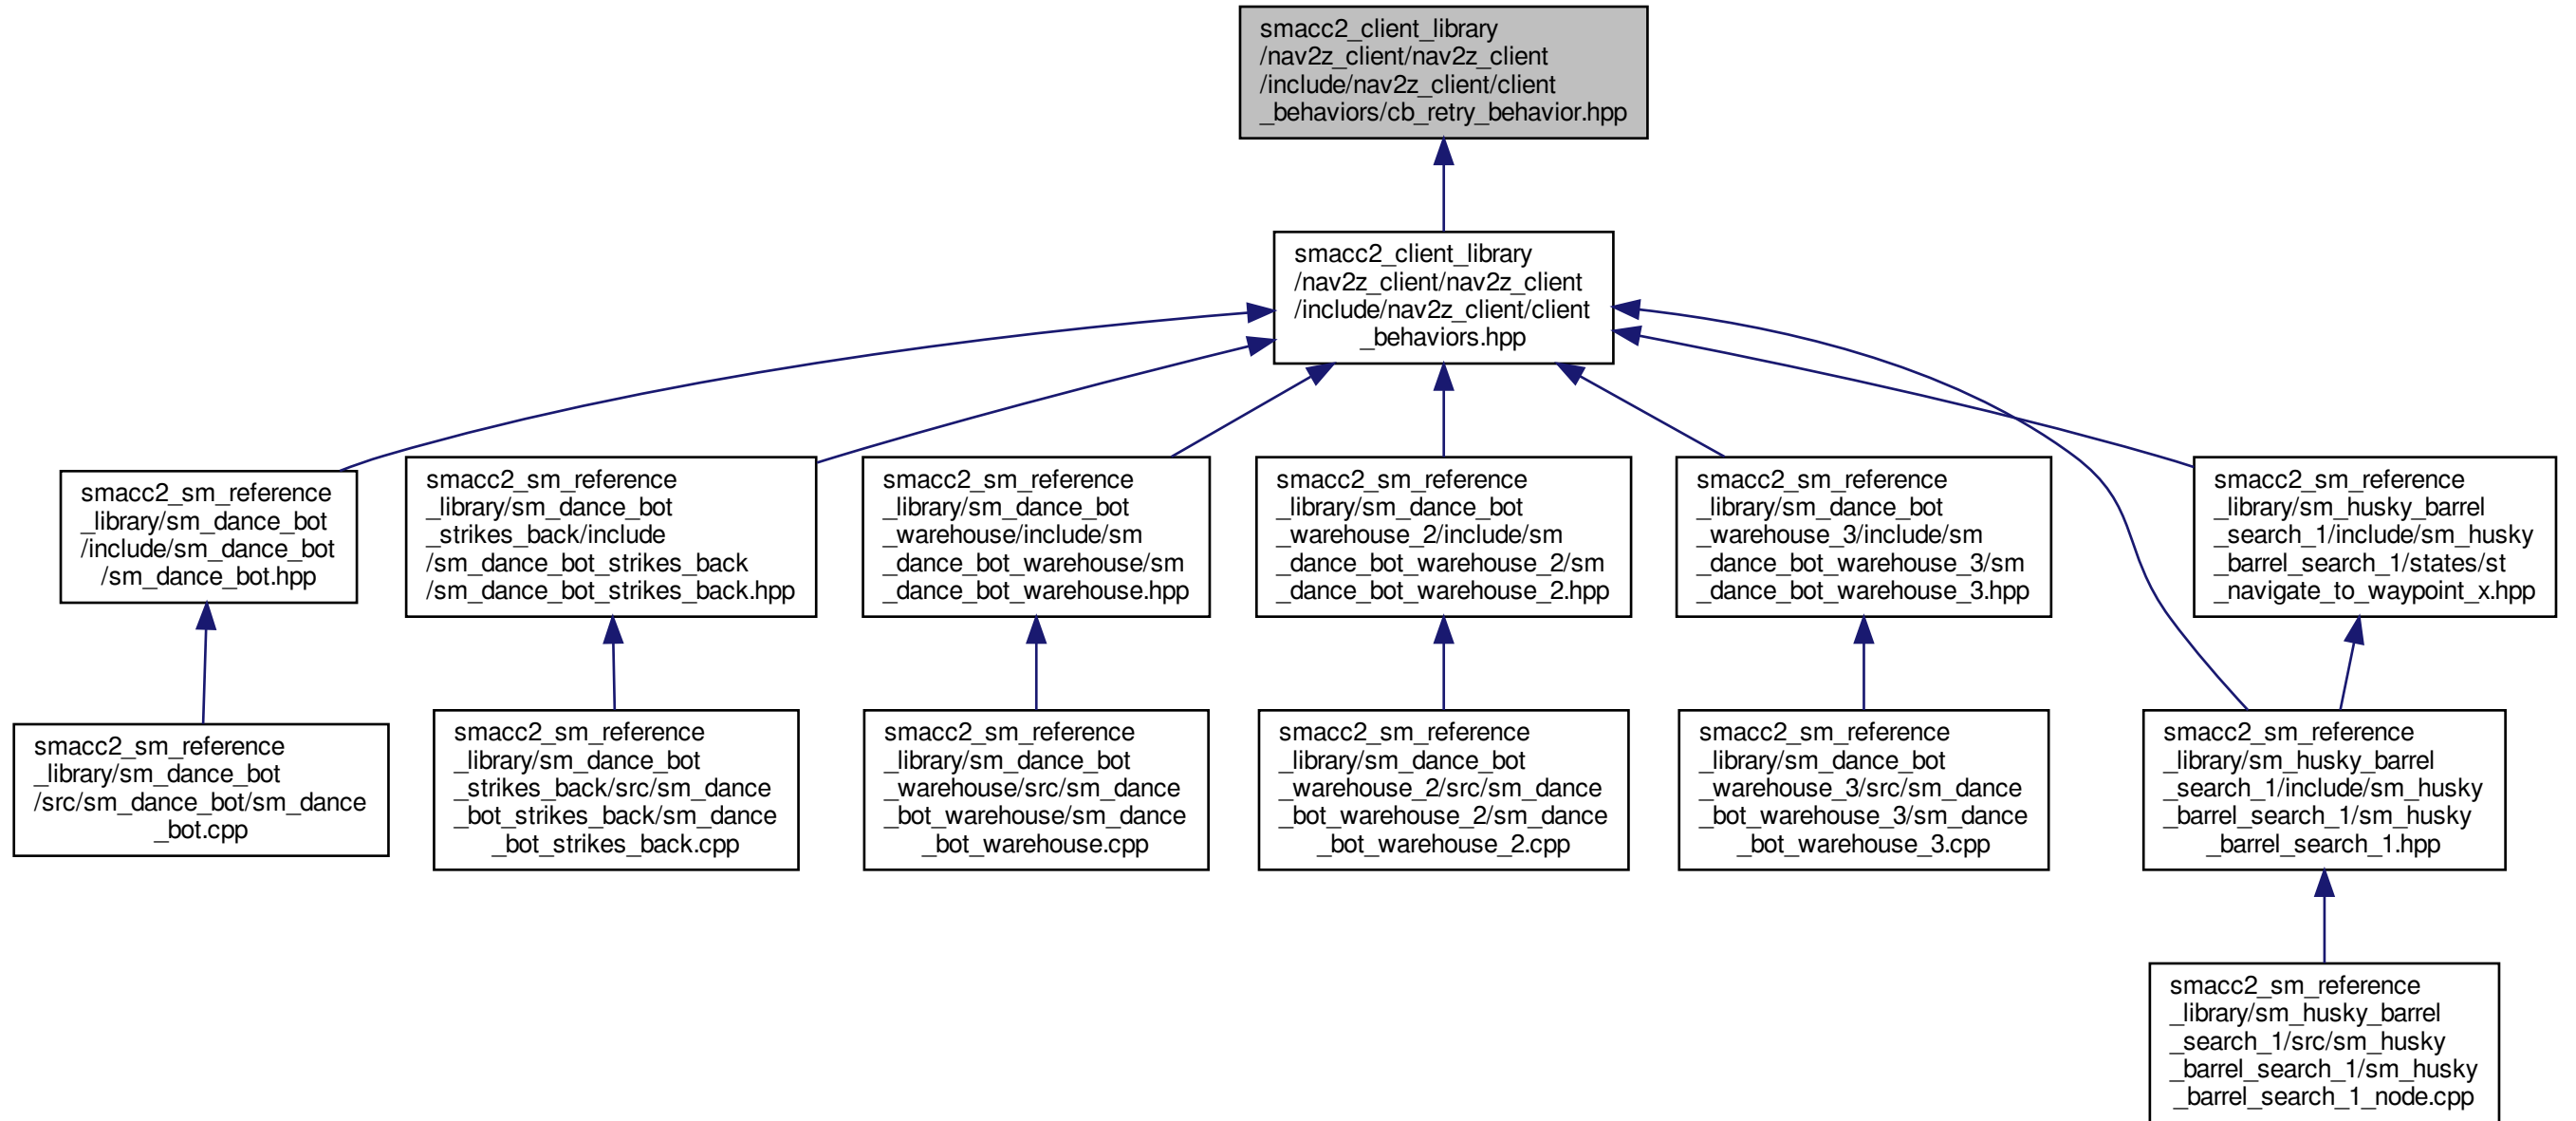 smacc2_client_library
/nav2z_client/nav2z_client
/include/nav2z_client/client
_behaviors/cb_retry_behavior.hpp
smacc2_client_library
/nav2z_client/nav2z_client
/include/nav2z_client/client
_behaviors.hpp
smacc2_sm_reference
_library/sm_dance_bot
/include/sm_dance_bot
/sm_dance_bot.hpp
smacc2_sm_reference
_library/sm_dance_bot
_strikes_back/include
/sm_dance_bot_strikes_back
/sm_dance_bot_strikes_back.hpp
smacc2_sm_reference
_library/sm_dance_bot
_warehouse/include/sm
_dance_bot_warehouse/sm
_dance_bot_warehouse.hpp
smacc2_sm_reference
_library/sm_dance_bot
_warehouse_2/include/sm
_dance_bot_warehouse_2/sm
_dance_bot_warehouse_2.hpp
smacc2_sm_reference
_library/sm_dance_bot
_warehouse_3/include/sm
_dance_bot_warehouse_3/sm
_dance_bot_warehouse_3.hpp
smacc2_sm_reference
_library/sm_husky_barrel
_search_1/include/sm_husky
_barrel_search_1/states/st
_navigate_to_waypoint_x.hpp
smacc2_sm_reference
_library/sm_dance_bot
/src/sm_dance_bot/sm_dance
_bot.cpp
smacc2_sm_reference
_library/sm_dance_bot
_strikes_back/src/sm_dance
_bot_strikes_back/sm_dance
_bot_strikes_back.cpp
smacc2_sm_reference
_library/sm_dance_bot
_warehouse/src/sm_dance
_bot_warehouse/sm_dance
_bot_warehouse.cpp
smacc2_sm_reference
_library/sm_dance_bot
_warehouse_2/src/sm_dance
_bot_warehouse_2/sm_dance
_bot_warehouse_2.cpp
smacc2_sm_reference
_library/sm_dance_bot
_warehouse_3/src/sm_dance
_bot_warehouse_3/sm_dance
_bot_warehouse_3.cpp
smacc2_sm_reference
_library/sm_husky_barrel
_search_1/include/sm_husky
_barrel_search_1/sm_husky
_barrel_search_1.hpp
smacc2_sm_reference
_library/sm_husky_barrel
_search_1/src/sm_husky
_barrel_search_1/sm_husky
_barrel_search_1_node.cpp